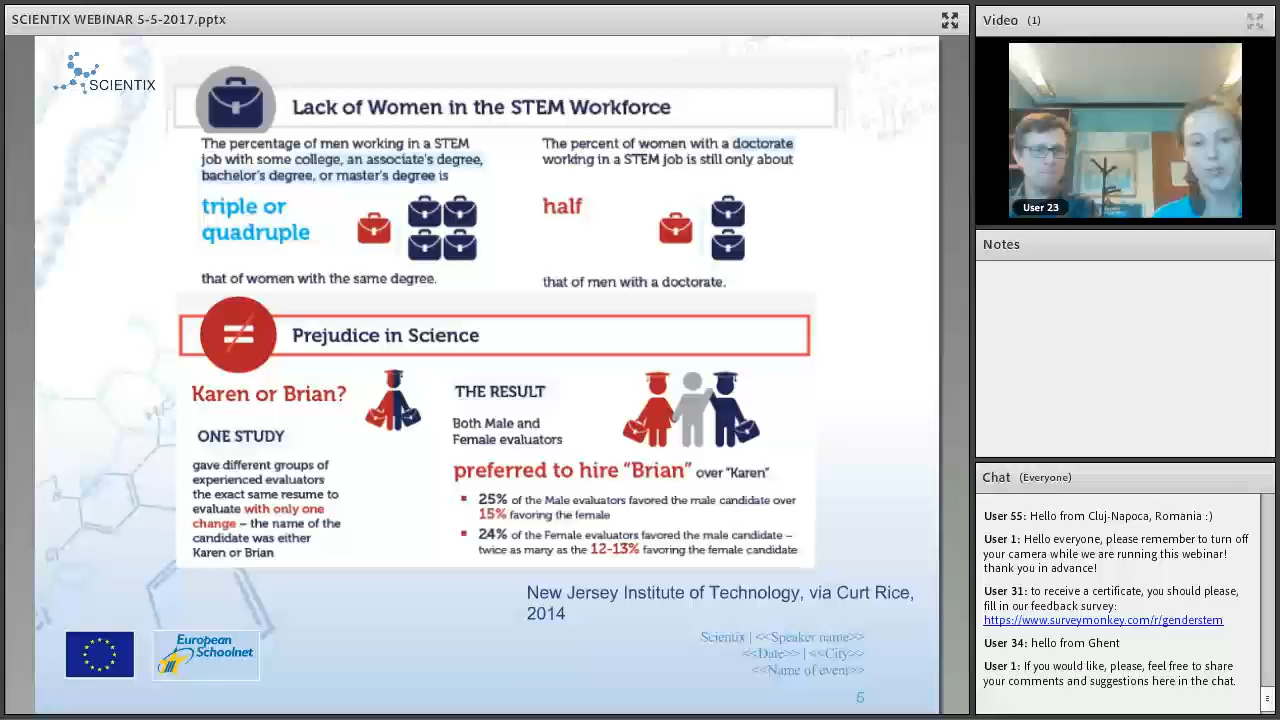 SCIENTIX WEBINAR 5-5-2017.pptx
SCIENTIX
Lack of Women in the STEM Workforce
The percentage of men working in a STEM
job with some college, an associate's degree,
bachelor's degree, or master's degree is
triple or
quadruple
that of women with the same degree.
The percent of women with a doctorate
working in a STEM job is still only about
half
that of men with a doctorate.
Prejudice in Science
Karen or Brian?
ONE STUDY
gave different groups of
experienced evaluators
the exact same resume to
evaluate with only one
change – the name of the
candidate was either
Karen or Brian
THE RESULT
Both Male and
Female evaluators
preferred to hire "Brian" over "Karen"
25% of the Male evaluators favored the male candidate over
15% favoring the female
24% of the Female evaluators favored the male candidate –
twice as many as the 12-13% favoring the female candidate
New Jersey Institute of Technology, via Curt Rice,
2014
European
Schoolnet
Scientix | <<Speaker name>>
<<Date>> | <<City>>
<<Name of event>>
5
Video (1)
User 23
Notes
Chat (Everyone)
User 55: Hello from Cluj-Napoca, Romania :)
User 1: Hello everyone, please remember to turn off
your camera while we are running this webinar!
thank you in advance!
User 31: to receive a certificate, you should please,
fill in our feedback survey:
https://www.surveymonkey.com/r/genderstem
User 34: hello from Ghent
User 1: If you would like, please, feel free to share
your comments and suggestions here in the chat.